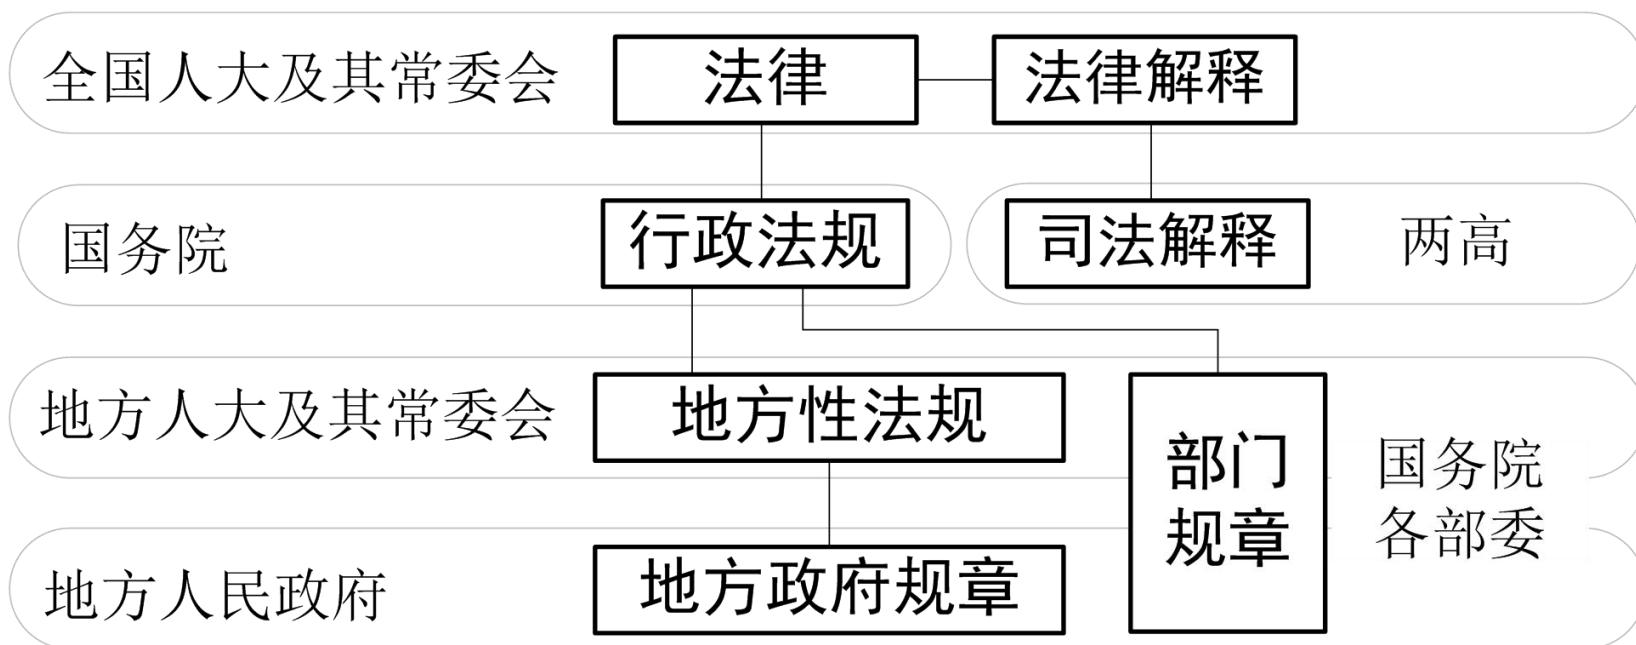 全国人大及其常委会
法律
法律解释
国务院
行政法规
司法解释
两高
地方人大及其常委会
地方性法规
部门
规章
国务院
各部委
地方人民政府
地方政府规章